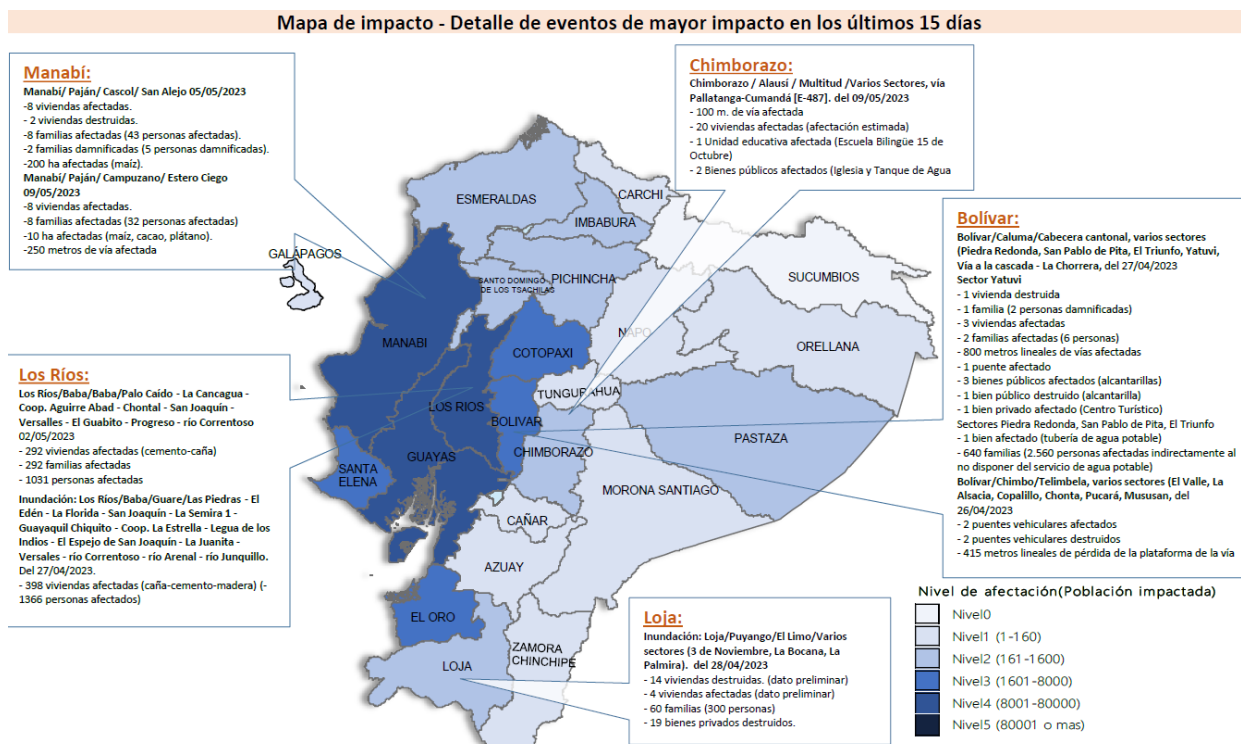 Mapa de impacto - Detalle de eventos de mayor impacto en los últimos 15 días
Manabí:
Manabí/ Paján/ Cascol/ San Alejo 05/05/2023
-8 viviendas afectadas.
- 2 viviendas destruidas.
-8 familias afectadas (43 personas afectadas).
-2 familias damnificadas (5 personas damnificadas).
-200 ha afectadas (maíz).
Manabí/ Paján/ Campuzano/ Estero Ciego
09/05/2023
-8 viviendas afectadas.
-8 familias afectadas (32 personas afectadas)
-10 ha afectadas (maíz, cacao, plátano).
-250 metros de vía afectada
Chimborazo:
Chimborazo / Alausí / Multitud /Varios Sectores, vía
Pallatanga-Cumandá [E-487]. del 09/05/2023
- 100 m. de vía afectada
- 20 viviendas afectadas (afectación estimada)
- 1 Unidad educativa afectada (Escuela Bilingüe 15 de
Octubre)
- 2 Bienes públicos afectados (Iglesia y Tanque de Agua
Bolívar:
Bolívar/Caluma/Cabecera cantonal, varios sectores
(Piedra Redonda, San Pablo de Pita, El Triunfo, Yatuvi,
Vía a la cascada - La Chorrera, del 27/04/2023
Sector Yatuvi
- 1 vivienda destruida
- 1 familia (2 personas damnificadas)
- 3 viviendas afectadas
- 2 familias afectadas (6 personas)
- 800 metros lineales de vías afectadas
- 1 puente afectado
- 3 bienes públicos afectados (alcantarillas)
- 1 bien público destruido (alcantarilla)
- 1 bien privado afectado (Centro Turístico)
Sectores Piedra Redonda, San Pablo de Pita, El Triunfo
- 1 bien afectado (tubería de agua potable)
- 640 familias (2.560 personas afectadas indirectamente al
no disponer del servicio de agua potable)
Bolívar/Chimbo/Telimbela, varios sectores (El Valle, La
Alsacia, Copalillo, Chonta, Pucará, Mususan, del
26/04/2023
- 2 puentes vehiculares afectados
- 2 puentes vehiculares destruidos
- 415 metros lineales de pérdida de la plataforma de la vía
Los Ríos:
Los Ríos/Baba/Baba/Palo Caído - La Cancagua -
Coop. Aguirre Abad - Chontal - San Joaquín -
Versalles - El Guabito - Progreso - río Correntoso
02/05/2023
- 292 viviendas afectadas (cemento-caña)
- 292 familias afectadas
- 1031 personas afectadas
Inundación: Los Ríos/Baba/Guare/Las Piedras - El
Edén - La Florida - San Joaquín - La Semira 1 -
Guayaquil Chiquito - Coop. La Estrella - Legua de los
Indios - El Espejo de San Joaquín - La Juanita -
Versales - río Correntoso - río Arenal - río Junquillo.
Del 27/04/2023.
- 398 viviendas afectadas (caña-cemento-madera) (-
1366 personas afectados)
Loja:
Inundación: Loja/Puyango/El Limo/Varios
sectores (3 de Noviembre, La Bocana, La
Palmira). del 28/04/2023
- 14 viviendas destruidas. (dato preliminar)
- 4 viviendas afectadas (dato preliminar)
- 60 familias (300 personas)
- 19 bienes privados destruidos.
GALÁPAGOS
ESMERALDAS
CARCHI
IMBABURA
SUCUMBIOS
PICHINCHA
SANTO DOMINGO
DE LOS TSACHILAS
NAPO
ORELLANA
MANABI
COTOPAXI
TUNGURAHUA
LOS RIOS
BOLIVAR
PASTAZA
CHIMBORAZO
GUAYAS
SANTA
ELENA
MORONA SANTIAGO
CAÑAR
AZUAY
EL ORO
LOJA
ZAMORA
CHINCHIPE
Nivel de afectación(Población impactada)
Nivel0
Nivel1 (1-160)
Nivel2 (161-1600)
Nivel3 (1601-8000)
Nivel4 (8001-80000)
Nivel5 (80001 o mas)